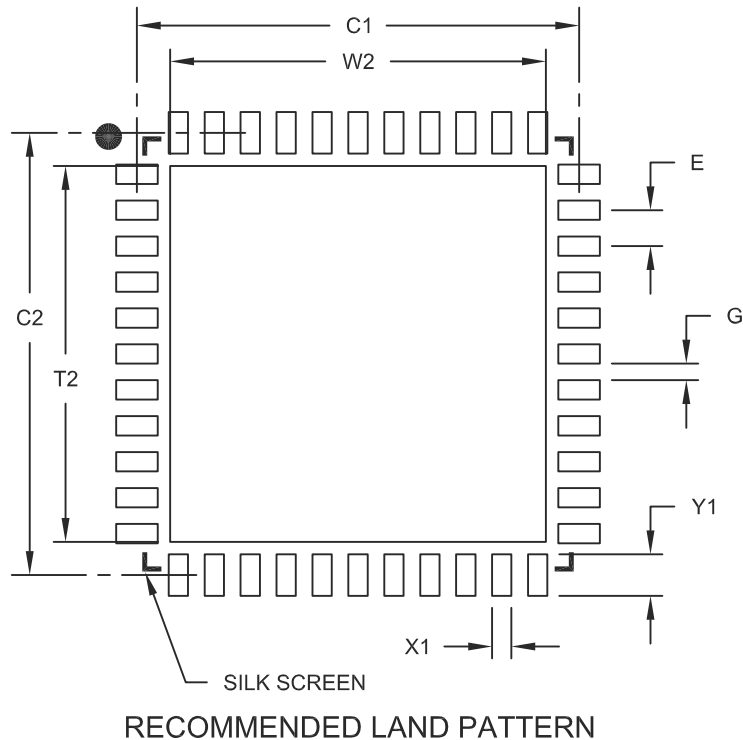 C1
W2
E
C2
G
T2
Y1
X1
SILK SCREEN
RECOMMENDED LAND PATTERN